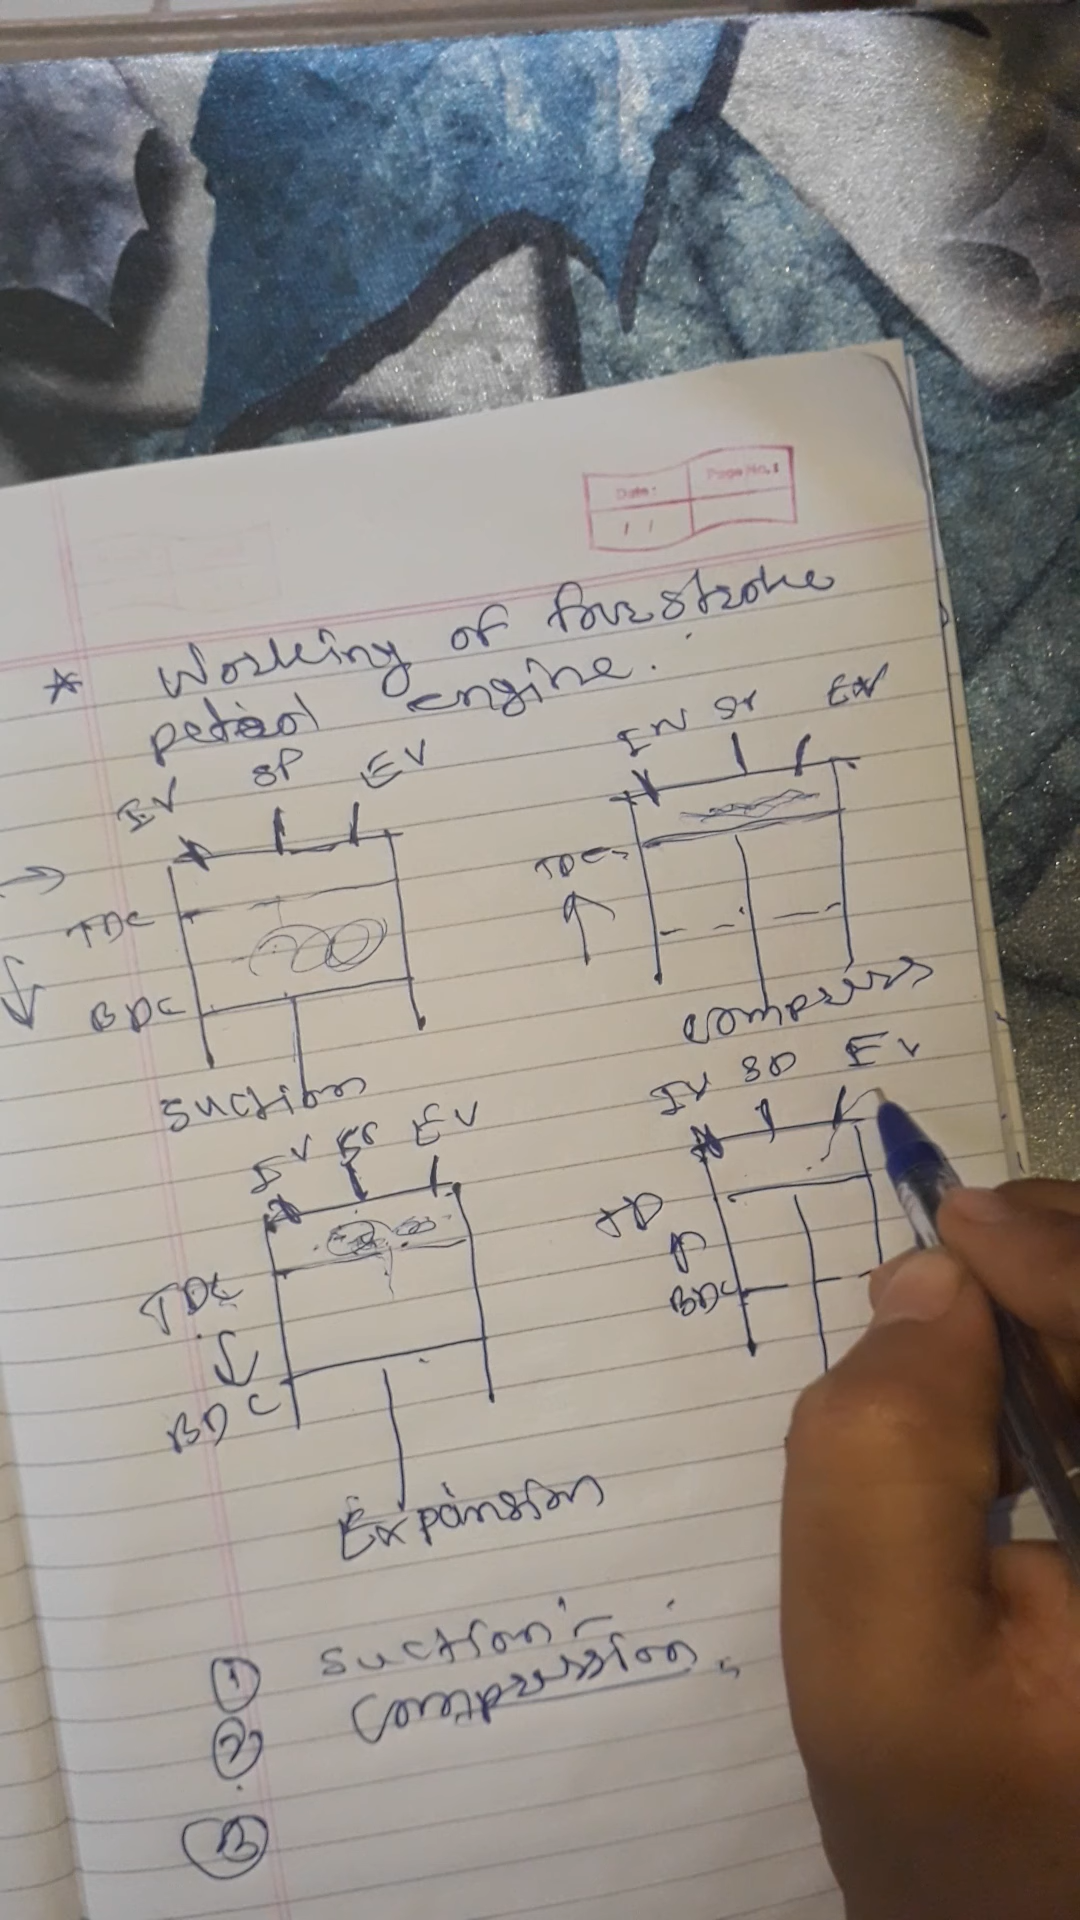 Date:
Page No.:
* Working of four stroke
petrol engine.
IV SP EV
TDC
BDC
Suction
IV SP EV
TDC
IV SP EV
TDC
BDC
Expansion
IV SP EV
TD
BDC
① Suction
② Compression
③